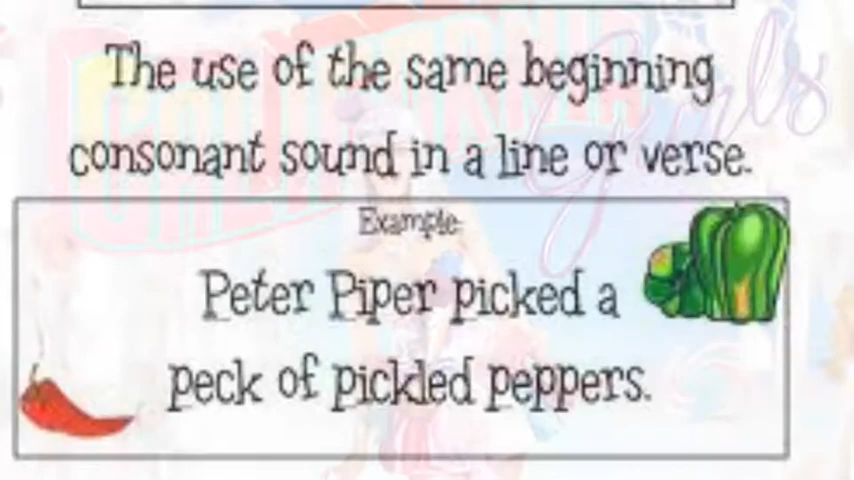 The use of the same beginning
consonant sound in a line or verse.
Example:
Peter Piper picked a
peck of pickled peppers.